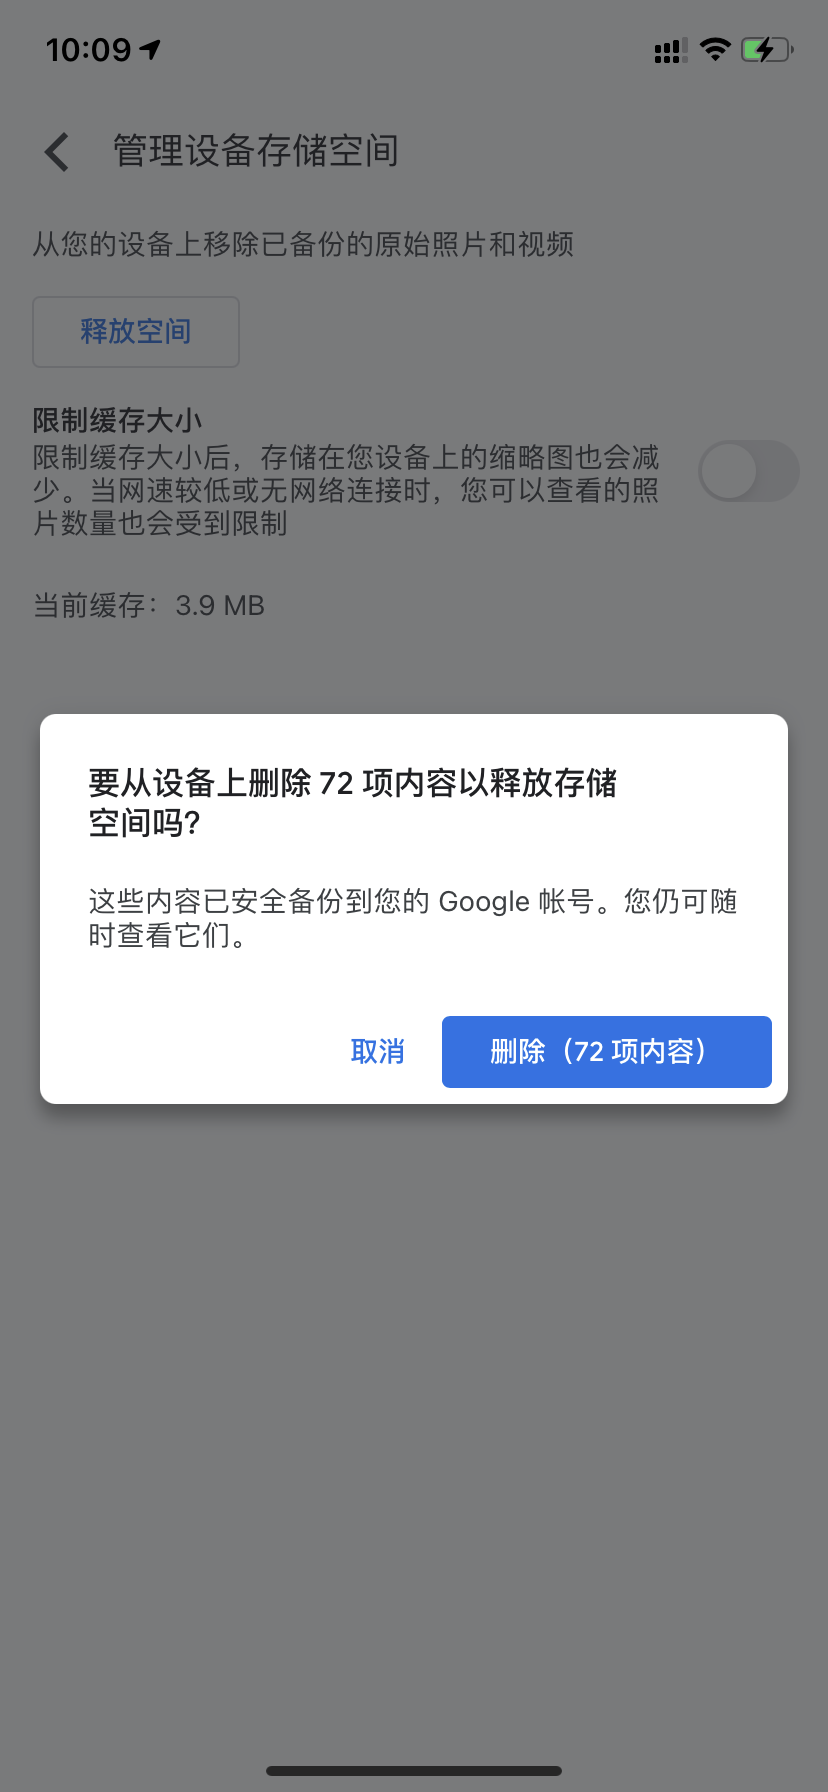 10:09
管理设备存储空间
从您的设备上移除已备份的原始照片和视频
释放空间
限制缓存大小
限制缓存大小后，存储在您设备上的缩略图也会减
少。当网速较低或无网络连接时，您可以查看的照
片数量也会受到限制
当前缓存：3.9 MB
要从设备上删除 72 项内容以释放存储
空间吗?
这些内容已安全备份到您的 Google 帐号。您仍可随
时查看它们。
取消
删除（72 项内容）